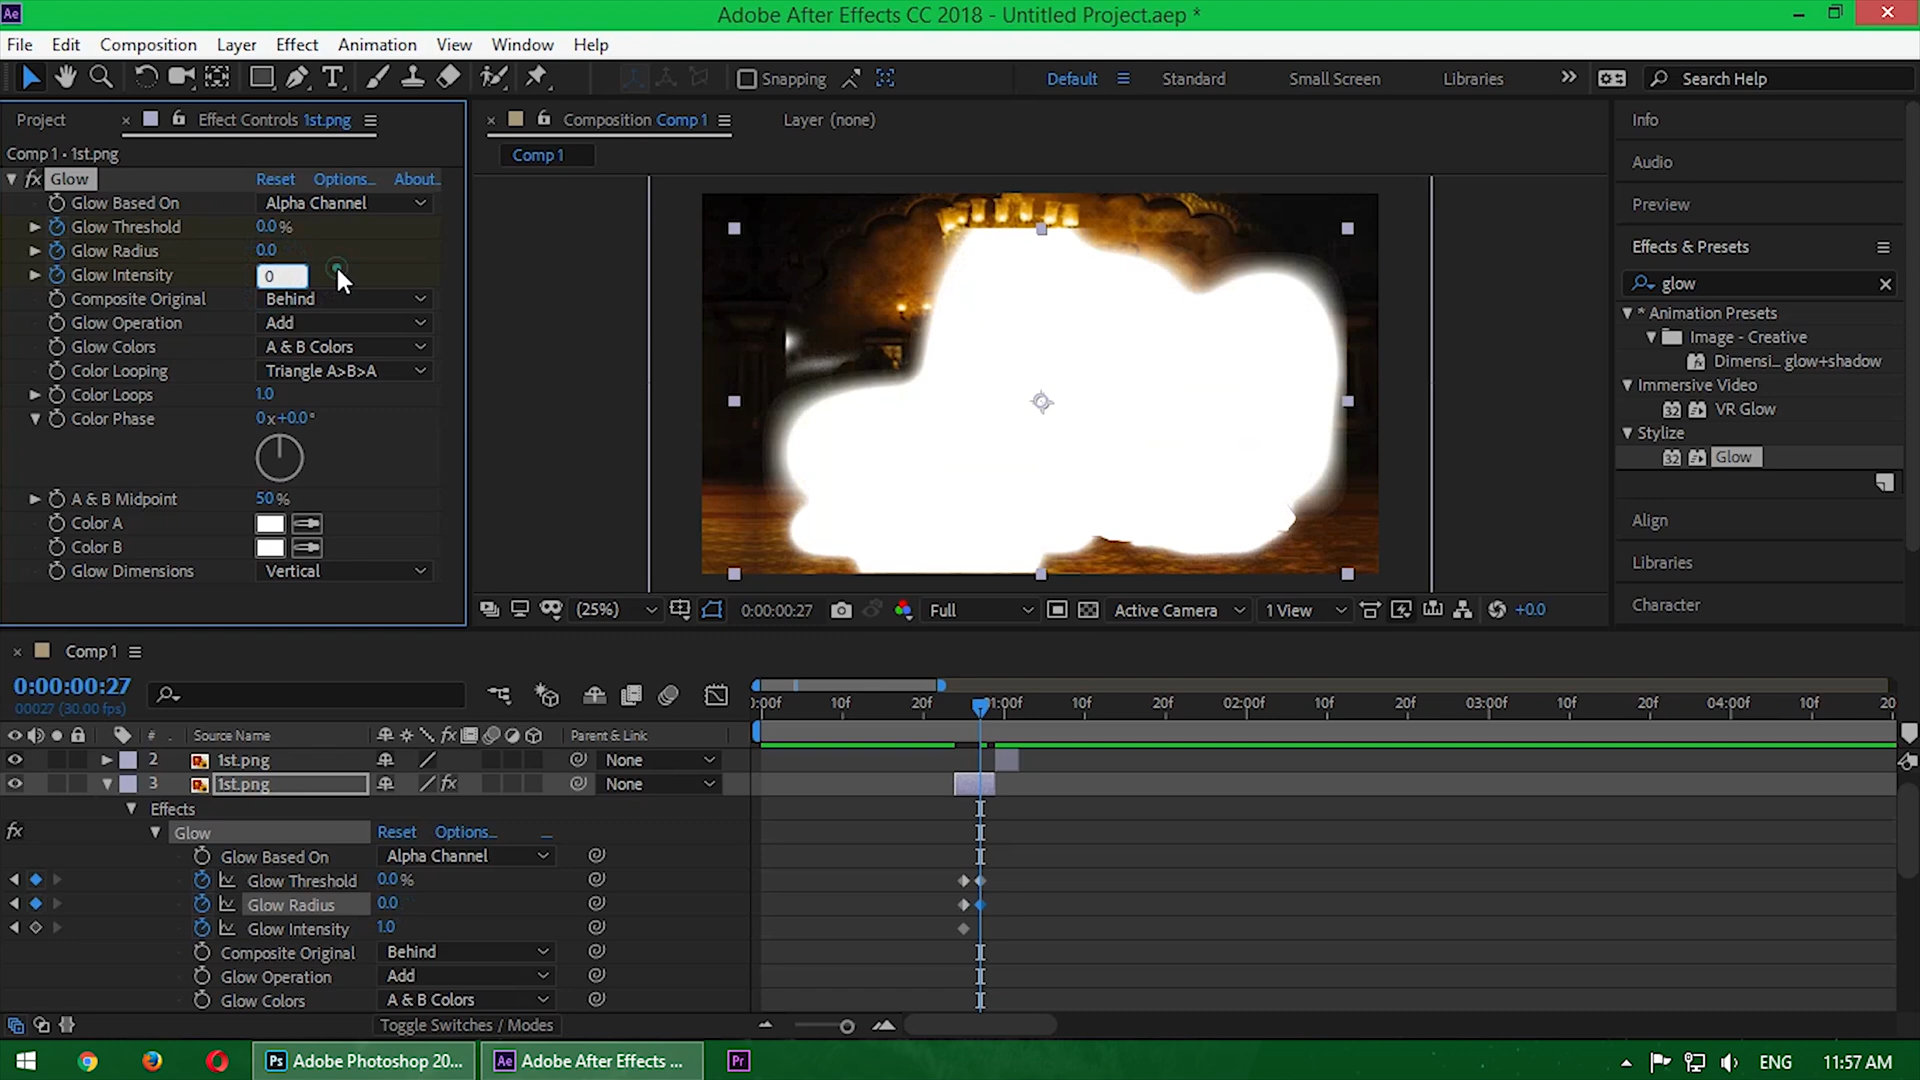 Ae Adobe After Effects CC 2018 - Untitled Project.aep *
File Edit Composition Layer Effect Animation View Window Help
Snapping Default Standard Small Screen Libraries Search Help
Project Effect Controls 1st.png
Comp 1 • 1st.png
fx Glow Reset Options... About..
Glow Based On Alpha Channel
Glow Threshold 0.0 %
Glow Radius 0.0
Glow Intensity 0
Composite Original Behind
Glow Operation Add
Glow Colors A & B Colors
Color Looping Triangle A>B>A
Color Loops 1.0
Color Phase 0 x+0.0 °
A & B Midpoint 50 %
Color A
Color B
Glow Dimensions Vertical
Composition Comp 1 Layer (none)
Comp 1
(25%) 0:00:00:27 Full Active Camera 1 View +0.0
Info
Audio
Preview
Effects & Presets
glow
* Animation Presets
Image - Creative
Dimensi... glow+shadow
Immersive Video
32 VR Glow
Stylize
32 Glow
Align
Libraries
Character
Comp 1
0:00:00:27
00027 (30.00 fps)
# . Source Name fx Parent & Link
2 1st.png None
3 1st.png fx None
Effects
fx Glow Reset Options... ...
Glow Based On Alpha Channel
Glow Threshold 0.0 %
Glow Radius 0.0
Glow Intensity 1.0
Composite Original Behind
Glow Operation Add
Glow Colors A & B Colors
Toggle Switches / Modes
):00f 10f 20f 1:00f 10f 20f 02:00f 10f 20f 03:00f 10f 20f 04:00f 10f 20
Ps Adobe Photoshop 20... Ae Adobe After Effects ... Pr ENG 11:57 AM